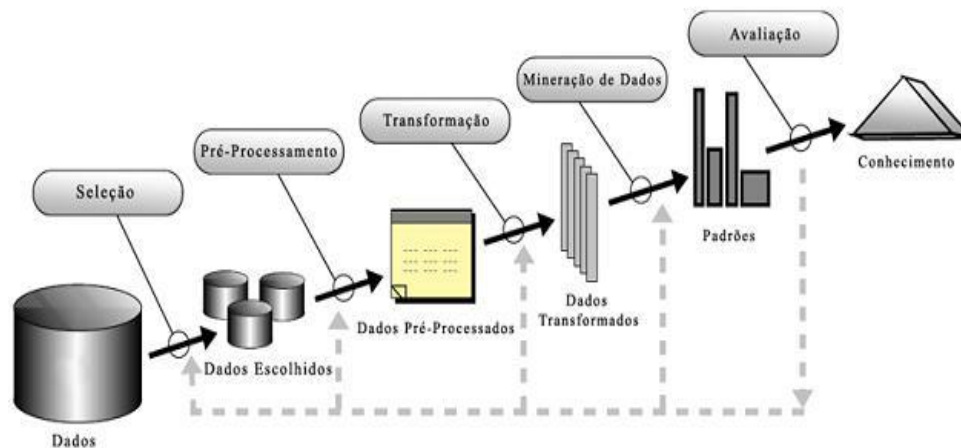 Avaliação
Mineração de Dados
Transformação
Pré-Processamento
Seleção
Conhecimento
Padrões
Dados
Transformados
Dados Pré-Processados
Dados Escolhidos
Dados